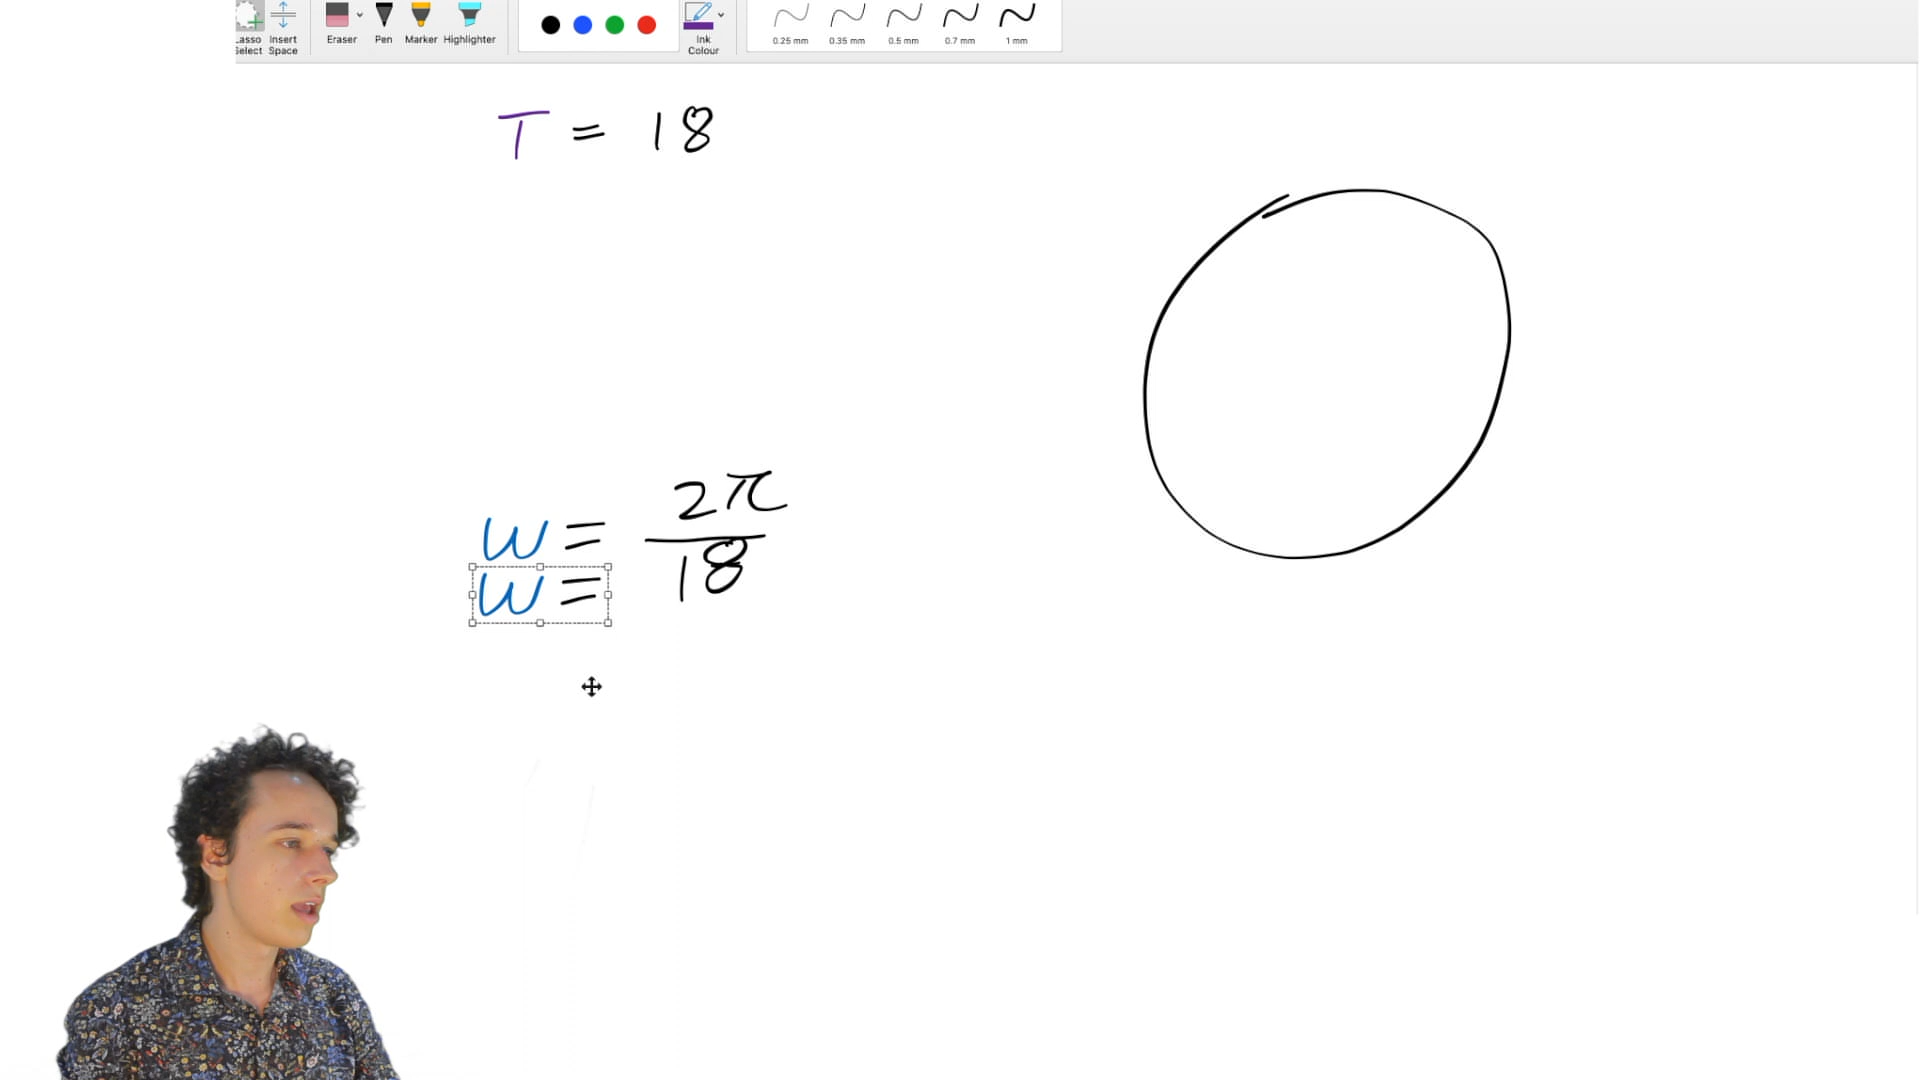 Lasso Select
Insert Space
Eraser
Pen
Marker
Highlighter
Ink Colour
0.25 mm
0.35 mm
0.5 mm
0.7 mm
1 mm
T = 18
w = 2π/18
w =